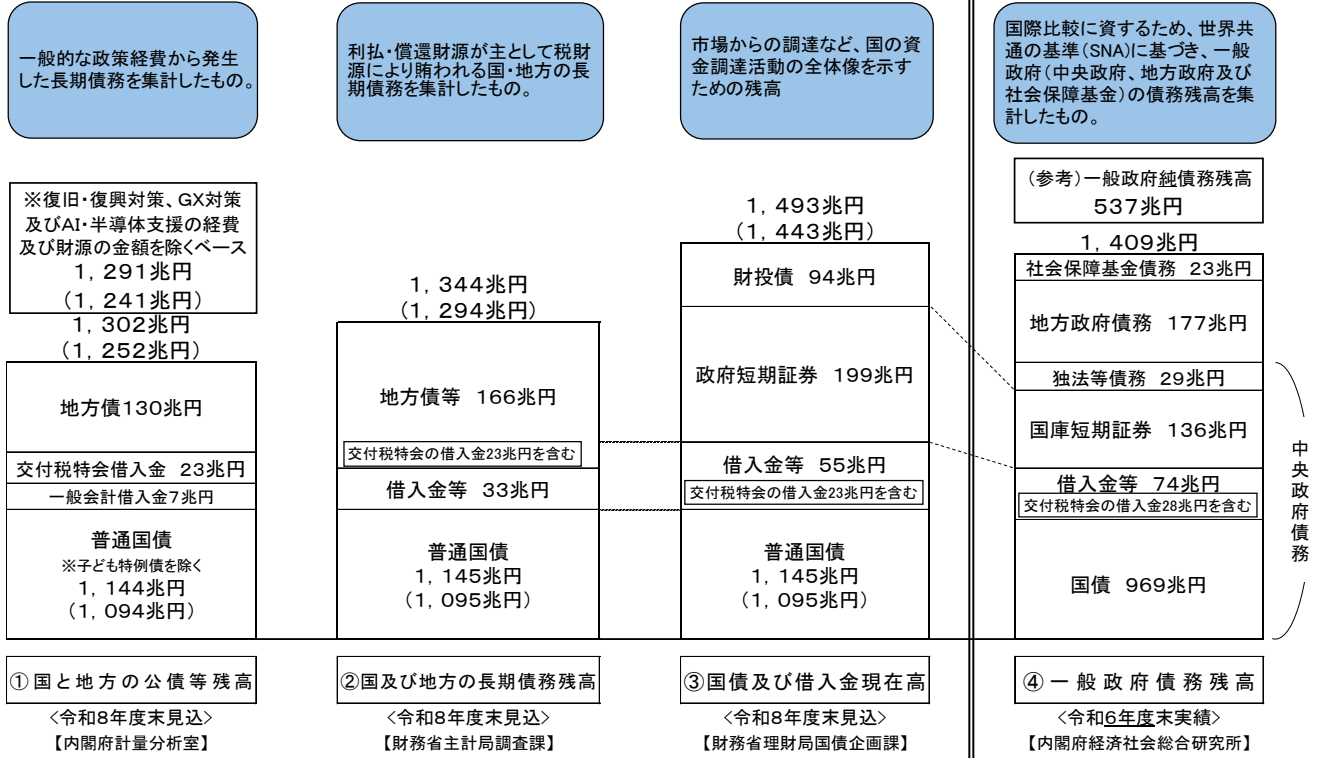 一般的な政策経費から発生
した長期債務を集計したもの。
※復旧・復興対策、GX対策
及びAI・半導体支援の経費
及び財源の金額を除くベース
1，291兆円
（1，241兆円）
1，302兆円
（1，252兆円）
地方債130兆円
交付税特会借入金 23兆円
一般会計借入金7兆円
普通国債
※子ども特例債を除く
1，144兆円
（1，094兆円）
①国と地方の公債等残高
<令和8年度末見込>
【内閣府計量分析室】
利払・償還財源が主として税財
源により賄われる国・地方の長
期債務を集計したもの。
1，344兆円
（1，294兆円）
地方債等 166兆円
交付税特会の借入金23兆円を含む
借入金等 33兆円
普通国債
1，145兆円
（1，095兆円）
②国及び地方の長期債務残高
<令和8年度末見込>
【財務省主計局調査課】
市場からの調達など、国の資
金調達活動の全体像を示す
ための残高
1，493兆円
（1，443兆円）
財投債 94兆円
政府短期証券 199兆円
借入金等 55兆円
交付税特会の借入金23兆円を含む
普通国債
1，145兆円
（1，095兆円）
③国債及び借入金現在高
<令和8年度末見込>
【財務省理財局国債企画課】
国際比較に資するため、世界共
通の基準（SNA）に基づき、一般
政府（中央政府、地方政府及び
社会保障基金）の債務残高を集
計したもの。
（参考）一般政府純債務残高
537兆円
1，409兆円
社会保障基金債務 23兆円
地方政府債務 177兆円
独法等債務 29兆円
国庫短期証券 136兆円
借入金等 74兆円
交付税特会の借入金28兆円を含む
国債 969兆円
中央政府債務
④一般政府債務残高
<令和6年度末実績>
【内閣府経済社会総合研究所】